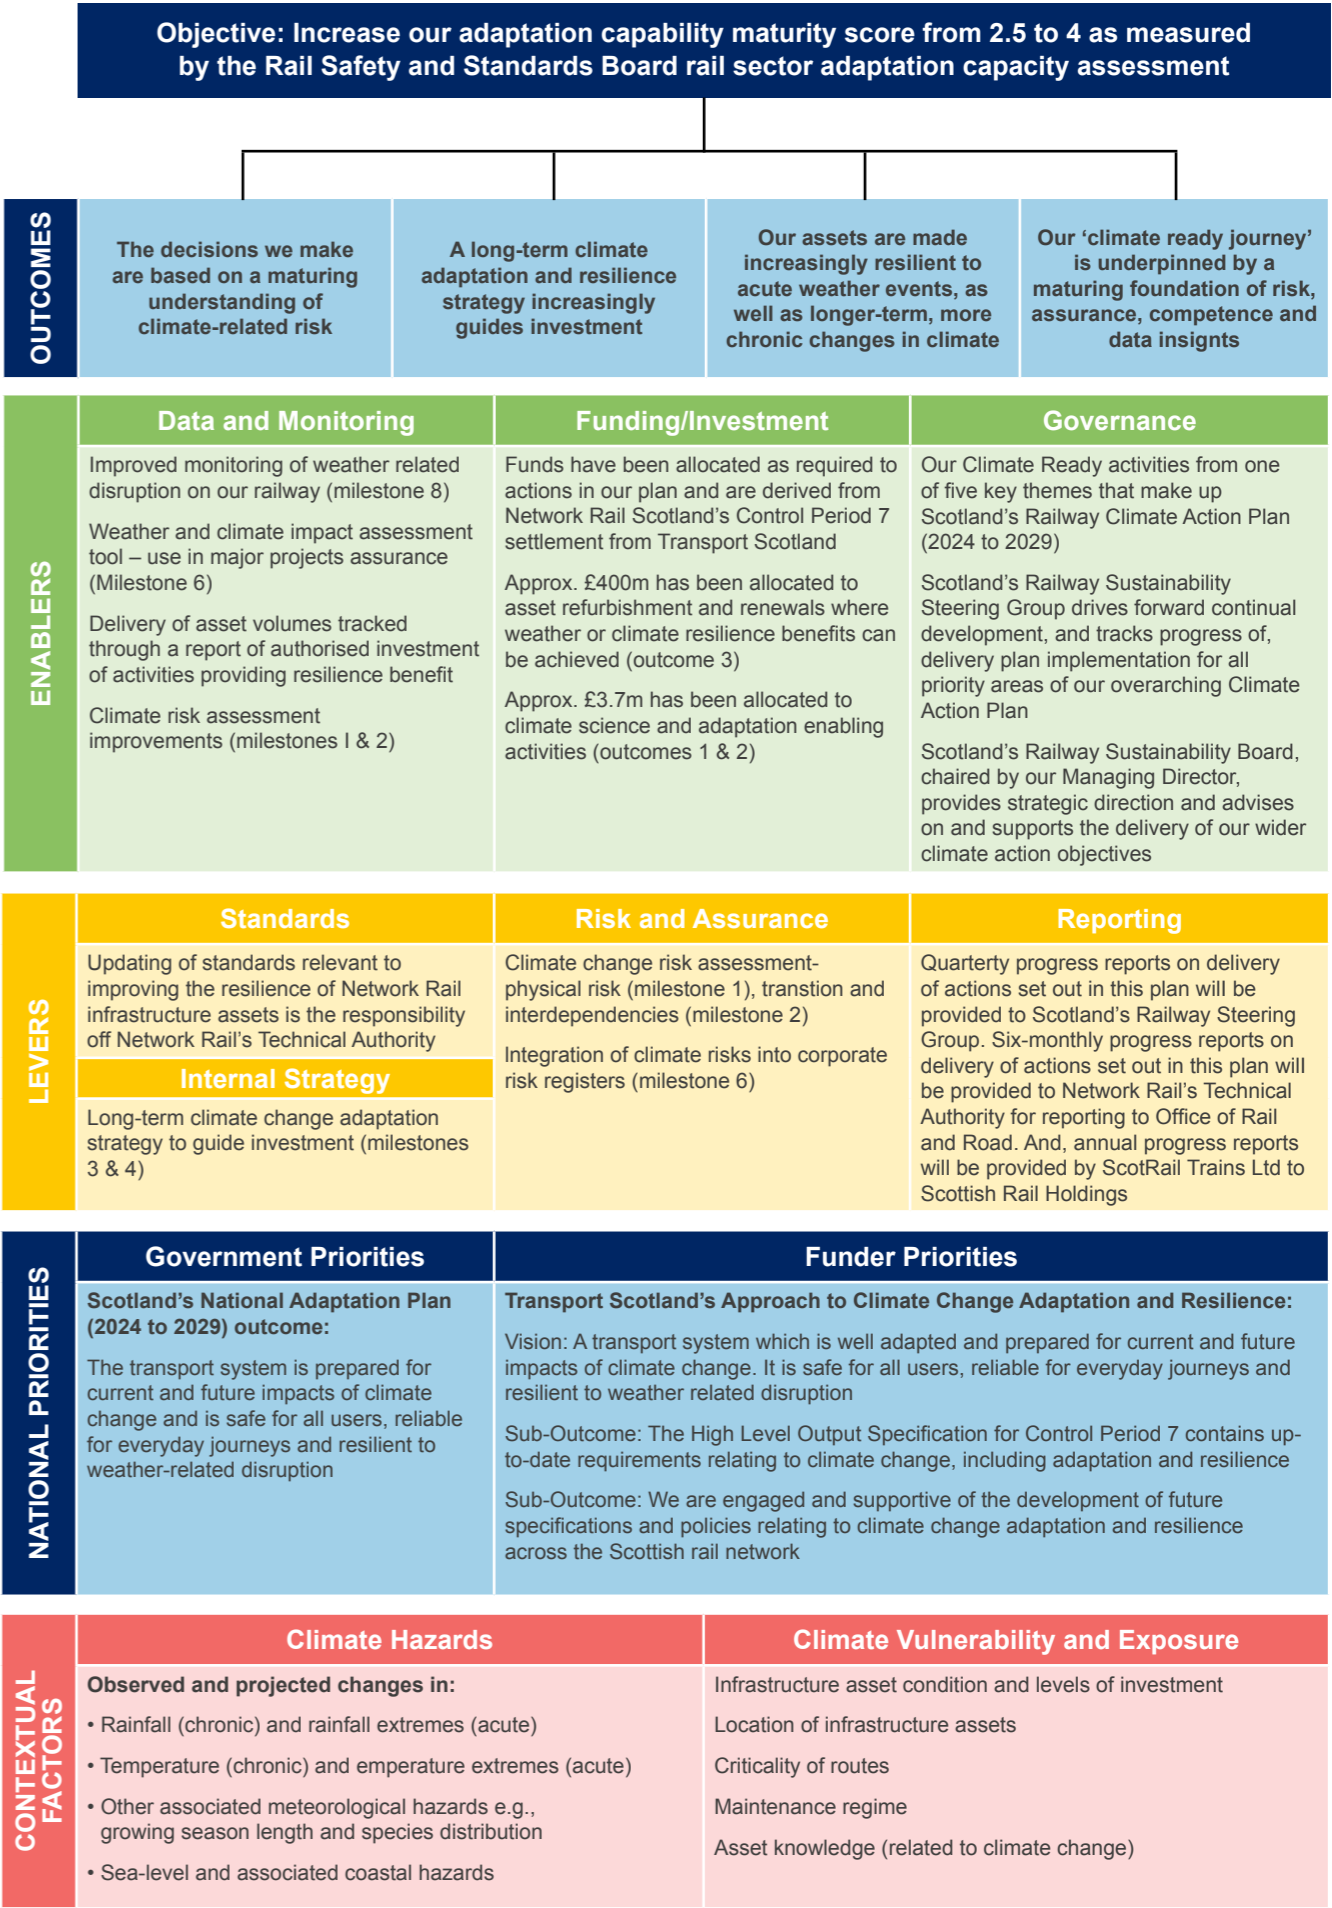 Objective: Increase our adaptation capability maturity score from 2.5 to 4 as measured
by the Rail Safety and Standards Board rail sector adaptation capacity assessment
OUTCOMES
The decisions we make
are based on a maturing
understanding of
climate-related risk
A long-term climate
adaptation and resilience
strategy increasingly
guides investment
Our assets are made
increasingly resilient to
acute weather events, as
well as longer-term, more
chronic changes in climate
Our ‘climate ready journey’
is underpinned by a
maturing foundation of risk,
assurance, competence and
data insignts
ENABLERS
Data and Monitoring
Improved monitoring of weather related
disruption on our railway (milestone 8)
Weather and climate impact assessment
tool – use in major projects assurance
(Milestone 6)
Delivery of asset volumes tracked
through a report of authorised investment
of activities providing resilience benefit
Climate risk assessment
improvements (milestones I & 2)
Funding/Investment
Funds have been allocated as required to
actions in our plan and are derived from
Network Rail Scotland’s Control Period 7
settlement from Transport Scotland
Approx. £400m has been allocated to
asset refurbishment and renewals where
weather or climate resilience benefits can
be achieved (outcome 3)
Approx. £3.7m has been allocated to
climate science and adaptation enabling
activities (outcomes 1 & 2)
Governance
Our Climate Ready activities from one
of five key themes that make up
Scotland’s Railway Climate Action Plan
(2024 to 2029)
Scotland’s Railway Sustainability
Steering Group drives forward continual
development, and tracks progress of,
delivery plan implementation for all
priority areas of our overarching Climate
Action Plan
Scotland’s Railway Sustainability Board,
chaired by our Managing Director,
provides strategic direction and advises
on and supports the delivery of our wider
climate action objectives
LEVERS
Standards
Updating of standards relevant to
improving the resilience of Network Rail
infrastructure assets is the responsibility
off Network Rail’s Technical Authority
Internal Strategy
Long-term climate change adaptation
strategy to guide investment (milestones
3 & 4)
Risk and Assurance
Climate change risk assessment-
physical risk (milestone 1), transtion and
interdependencies (milestone 2)
Integration of climate risks into corporate
risk registers (milestone 6)
Reporting
Quarterty progress reports on delivery
of actions set out in this plan will be
provided to Scotland’s Railway Steering
Group. Six-monthly progress reports on
delivery of actions set out in this plan will
be provided to Network Rail’s Technical
Authority for reporting to Office of Rail
and Road. And, annual progress reports
will be provided by ScotRail Trains Ltd to
Scottish Rail Holdings
NATIONAL PRIORITIES
Government Priorities
Scotland’s National Adaptation Plan
(2024 to 2029) outcome:
The transport system is prepared for
current and future impacts of climate
change and is safe for all users, reliable
for everyday journeys and resilient to
weather-related disruption
Funder Priorities
Transport Scotland’s Approach to Climate Change Adaptation and Resilience:
Vision: A transport system which is well adapted and prepared for current and future
impacts of climate change. It is safe for all users, reliable for everyday journeys and
resilient to weather related disruption
Sub-Outcome: The High Level Output Specification for Control Period 7 contains up-
to-date requirements relating to climate change, including adaptation and resilience
Sub-Outcome: We are engaged and supportive of the development of future
specifications and policies relating to climate change adaptation and resilience
across the Scottish rail network
CONTEXTUAL
FACTORS
Climate Hazards
Observed and projected changes in:
• Rainfall (chronic) and rainfall extremes (acute)
• Temperature (chronic) and emperature extremes (acute)
• Other associated meteorological hazards e.g.,
growing season length and species distribution
• Sea-level and associated coastal hazards
Climate Vulnerability and Exposure
Infrastructure asset condition and levels of investment
Location of infrastructure assets
Criticality of routes
Maintenance regime
Asset knowledge (related to climate change)